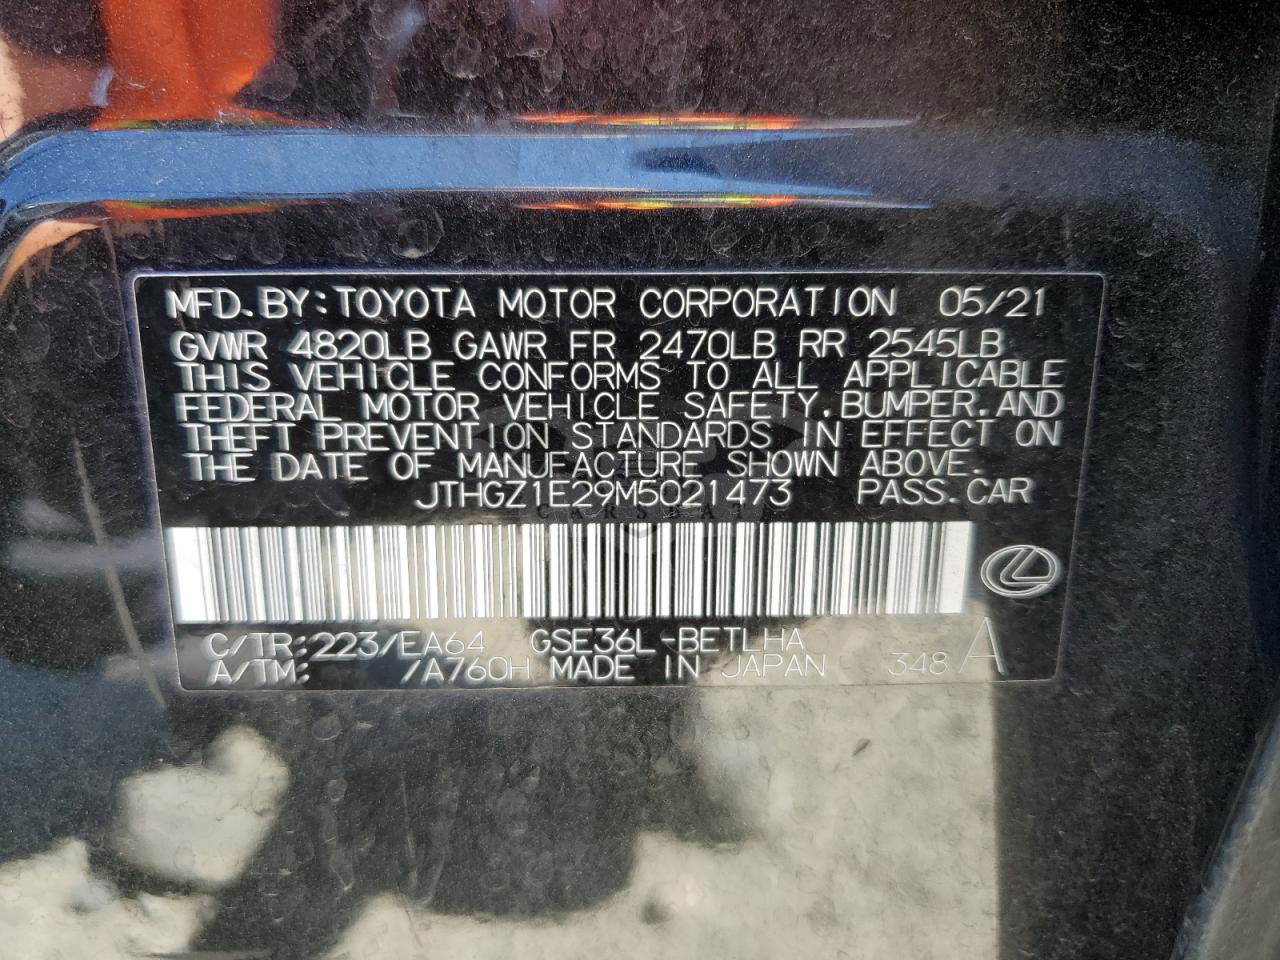 MFD.BY:TOYOTA MOTOR CORPORATION 05/21
GVWR 4820LB GAWR FR 2470LB RR 2545LB
THIS VEHICLE CONFORMS TO ALL APPLICABLE
FEDERAL MOTOR VEHICLE SAFETY,BUMPER,AND
THEFT PREVENTION STANDARDS IN EFFECT ON
THE DATE OF MANUFACTURE SHOWN ABOVE.
JTHGZ1E29M5021473 PASS.CAR
C/TR:223/EA64 GSE36L-BETLHA
A/TM: /A760H MADE IN JAPAN 348 A